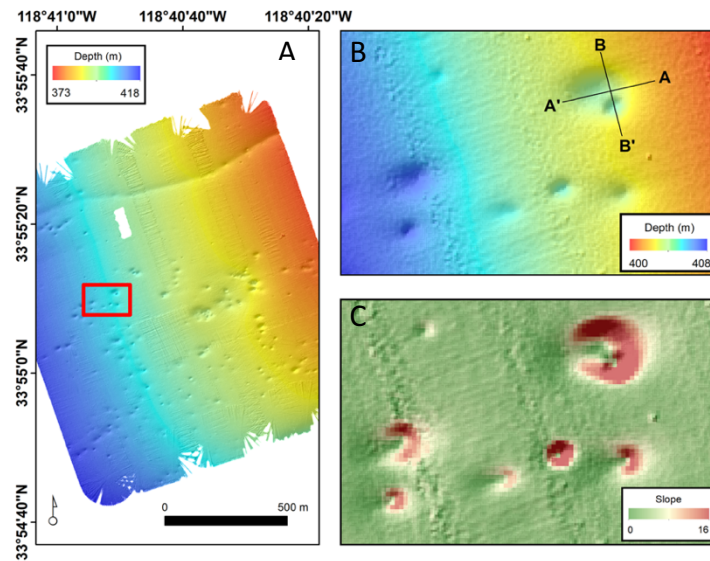 118°41'0"W 118°40'40"W 118°40'20"W
A
Depth (m)
373 418
33°55'40"N
33°55'20"N
33°55'0"N
33°54'40"N
0 500 m
B
B
A
A'
B'
Depth (m)
400 408
C
Slope
0 16